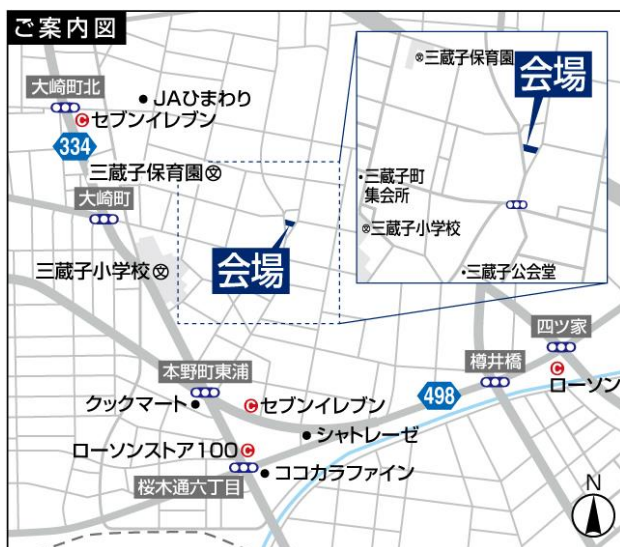 ご案内図
大崎町北
JAひまわり
セブンイレブン
334
三蔵子保育園
大崎町
三蔵子小学校
会場
三蔵子保育園
会場
三蔵子町
集会所
三蔵子小学校
三蔵子公会堂
四ツ家
樽井橋
ローソン
498
本野町東浦
クックマート
セブンイレブン
シャトレーゼ
ローソンストア100
ココカラファイン
桜木通六丁目
N